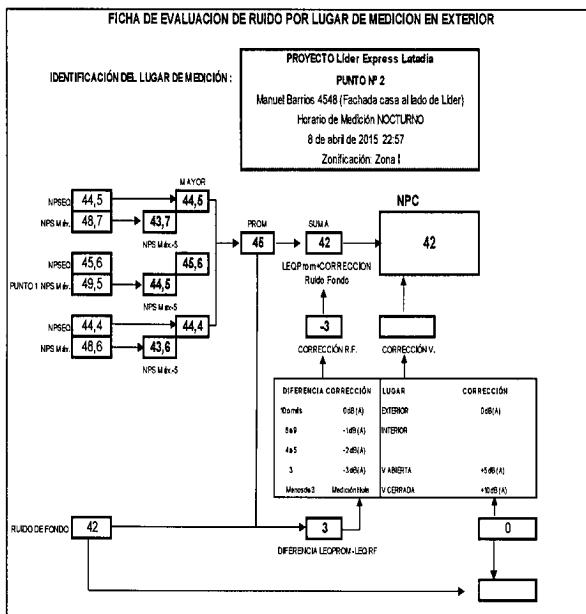 FICHA DE EVALUACION DE RUIDO POR LUGAR DE MEDICION EN EXTERIOR
IDENTIFICACIÓN DEL LUGAR DE MEDICIÓN :
PROYECTO Líder Express Latadía
PUNTO Nº 2
Manuel Barrios 4548 (Fachada casa al lado de Líder)
Horario de Medición NOCTURNO
8 de abril de 2015 22:57
Zonificación: Zona I
MAYOR
NPSEQ 44,5 44,5
NPS Máx. 48,7 43,7
NPS Máx.-5
NPSEQ 45,6 45,6
PUNTO 1 NPS Máx. 49,5 44,5
NPS Máx.-5
NPSEQ 44,4 44,4
NPS Máx. 48,6 43,6
NPS Máx.-5
PROM
45
SUMA
42
LEQProm+CORRECCION
Ruido Fondo
NPC
42
-3
CORRECCIÓN R.F.
CORRECCIÓN V.
DIFERENCIA CORRECCIÓN LUGAR CORRECCIÓN
10 o más 0dB(A) EXTERIOR 0dB(A)
6 a 9 -1dB(A) INTERIOR
4 a 5 -2dB(A)
3 -3dB(A) V ABIERTA +5dB(A)
Menos de 3 Medición Nula V CERRADA +10dB(A)
RUIDO DE FONDO 42
3
DIFERENCIA LEQPROM-LEQ RF
0